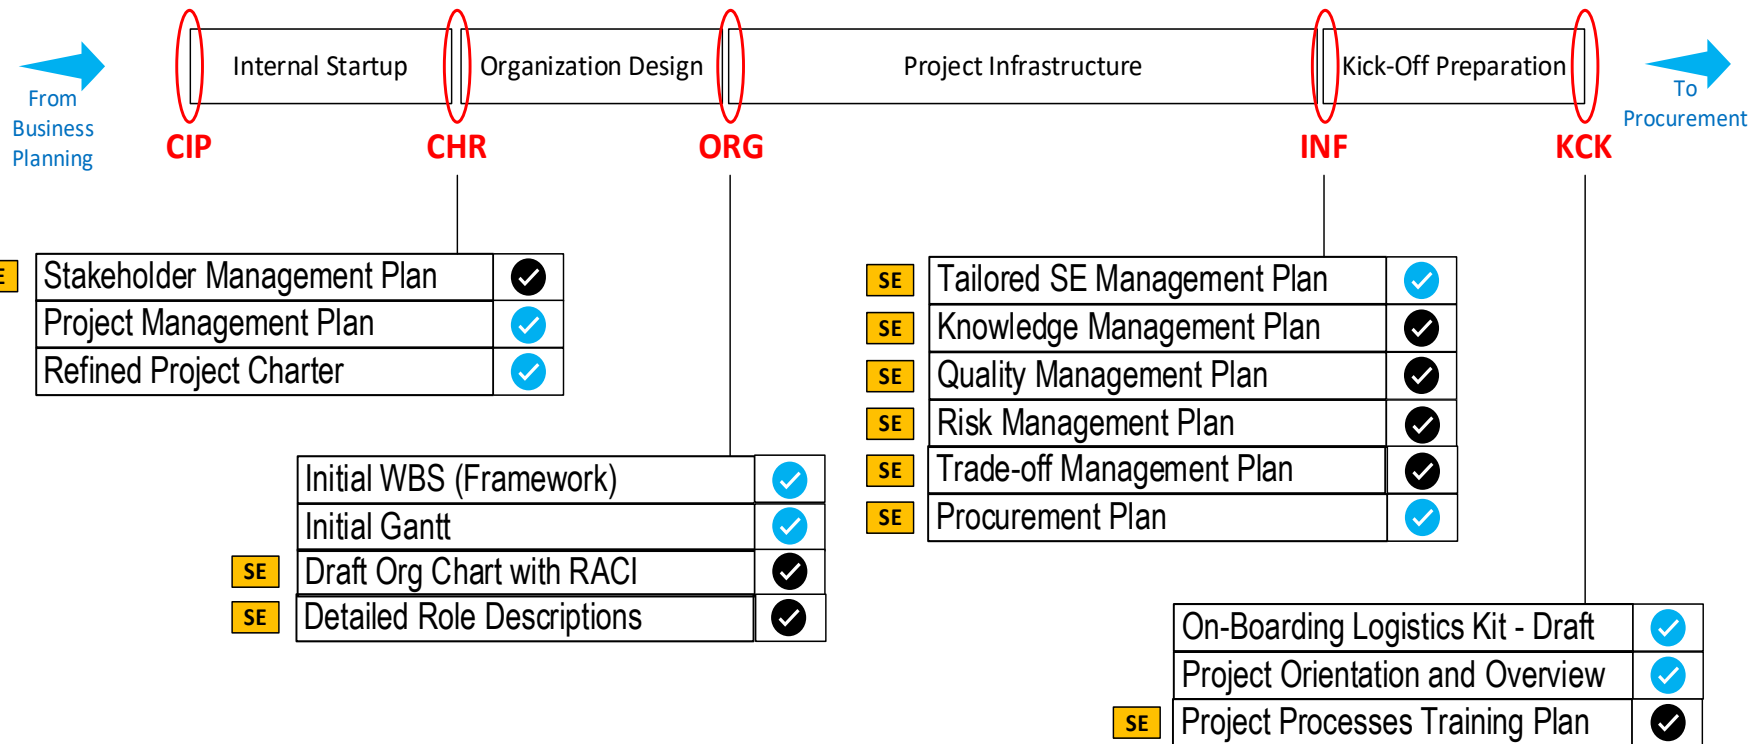 Internal Startup
Organization Design
Project Infrastructure
Kick-Off Preparation
From
Business
Planning
To
Procurement
CIP
CHR
ORG
INF
KCK
E
Stakeholder Management Plan
Project Management Plan
Refined Project Charter
Initial WBS (Framework)
Initial Gantt
SE
Draft Org Chart with RACI
SE
Detailed Role Descriptions
SE
Tailored SE Management Plan
SE
Knowledge Management Plan
SE
Quality Management Plan
SE
Risk Management Plan
SE
Trade-off Management Plan
SE
Procurement Plan
On-Boarding Logistics Kit - Draft
Project Orientation and Overview
SE
Project Processes Training Plan